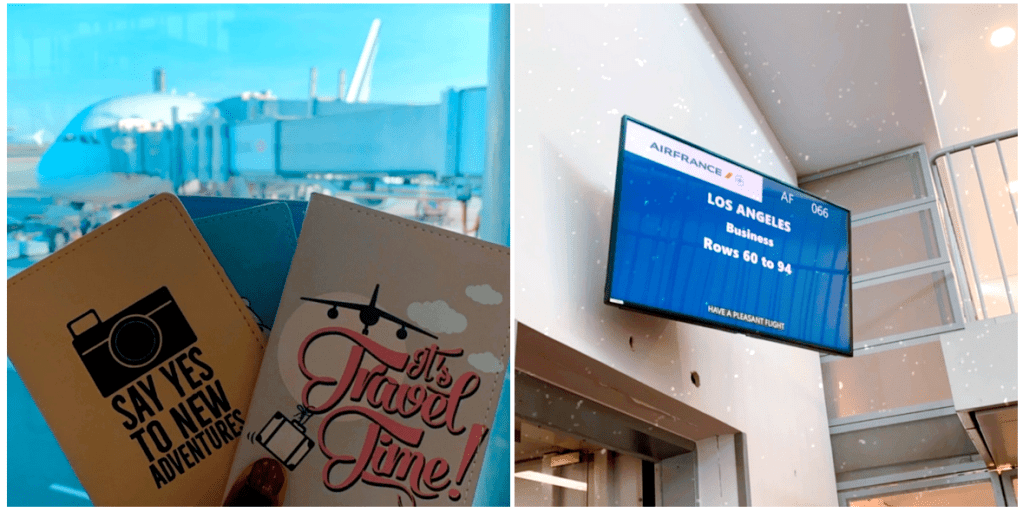 SAY YES
TO NEW
ADVENTURES
It's
Travel
Time!
AIRFRANCE
AF 066
LOS ANGELES
Business
Rows 60 to 94
HAVE A PLEASANT FLIGHT